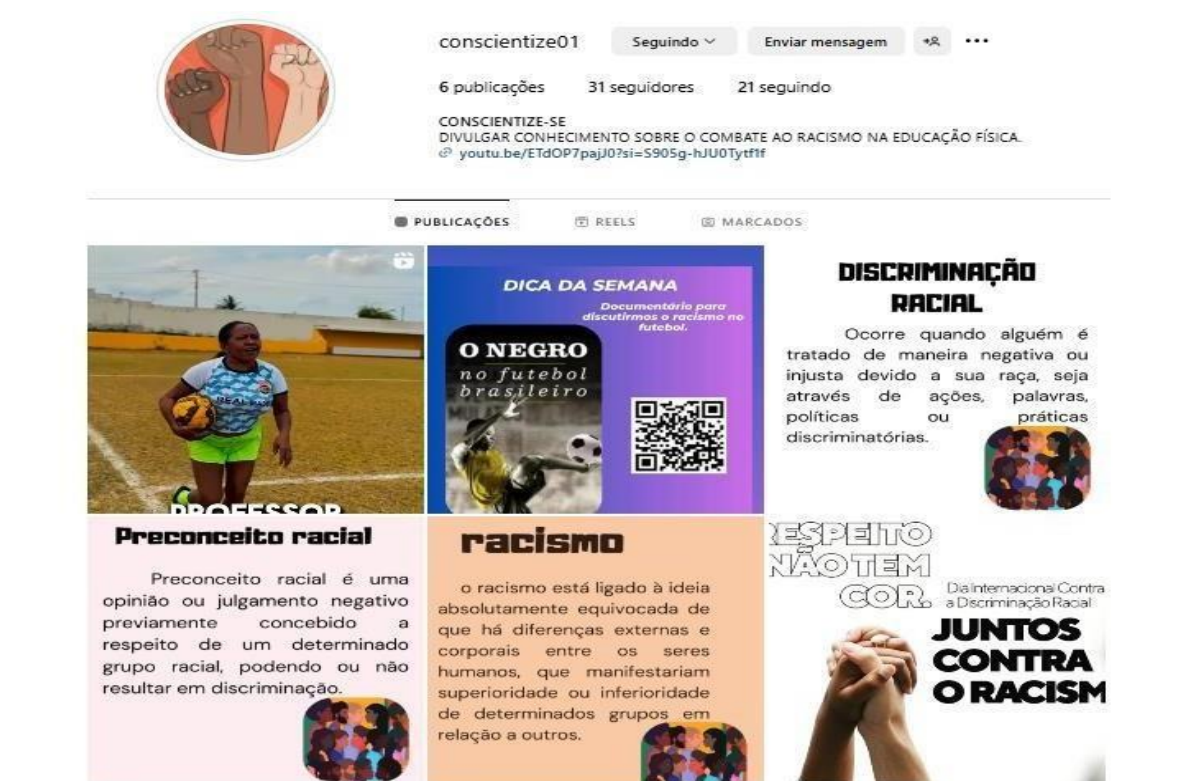 conscientize01 Seguindo Enviar mensagem
6 publicações 31 seguidores 21 seguindo
CONSCIENTIZE-SE
DIVULGAR CONHECIMENTO SOBRE O COMBATE AO RACISMO NA EDUCAÇÃO FÍSICA.
youtu.be/ETdOP7pajJ0?si=S905g-hJU0Tytf1f
PUBLICAÇÕES REELS MARCADOS
PROFESSOR
DICA DA SEMANA
Documentário para
discutirmos o racismo no
futebol.
O NEGRO
no futebol
brasileiro
DISCRIMINAÇÃO
RACIAL
Ocorre quando alguém é
tratado de maneira negativa ou
injusta devido a sua raça, seja
através de ações, palavras,
políticas ou práticas
discriminatórias.
Preconceito racial
Preconceito racial é uma
opinião ou julgamento negativo
previamente concebido a
respeito de um determinado
grupo racial, podendo ou não
resultar em discriminação.
racismo
o racismo está ligado à ideia
absolutamente equivocada de
que há diferenças externas e
corporais entre os seres
humanos, que manifestariam
superioridade ou inferioridade
de determinados grupos em
relação a outros.
RESPEITO
NÃO TEM
COR.
Dia Internacional Contra
a Discriminação Racial
JUNTOS
CONTRA
O RACISM